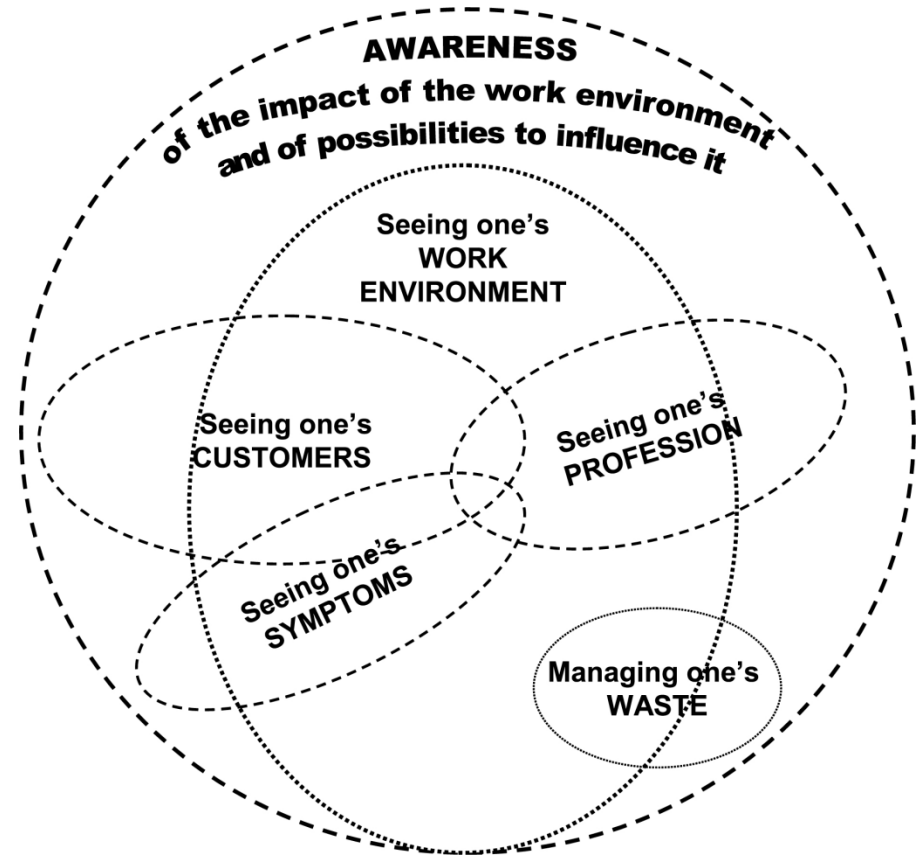 AWARENESS
of the impact of the work environment
and of possibilities to influence it
Seeing one’s
WORK
ENVIRONMENT
Seeing one’s
CUSTOMERS
Seeing one’s
PROFESSION
Seeing one’s
SYMPTOMS
Managing one’s
WASTE